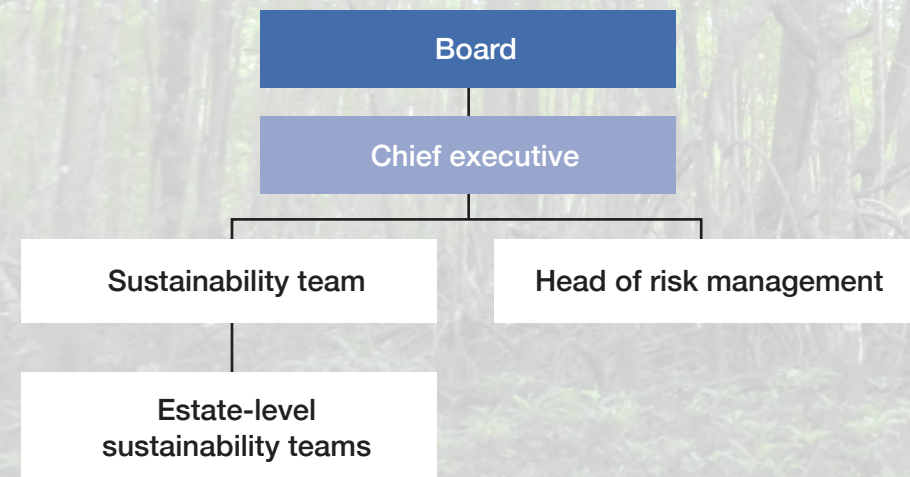 Board
Chief executive
Sustainability team
Head of risk management
Estate-level
sustainability teams